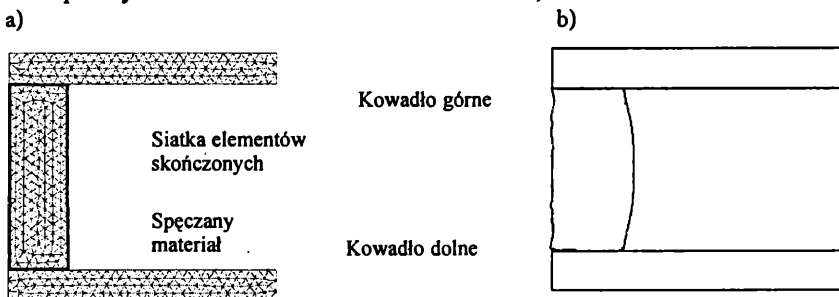 a)
b)
Kowadło górne
Siatka elementów
skończonych
Spęczany
materiał
Kowadło dolne